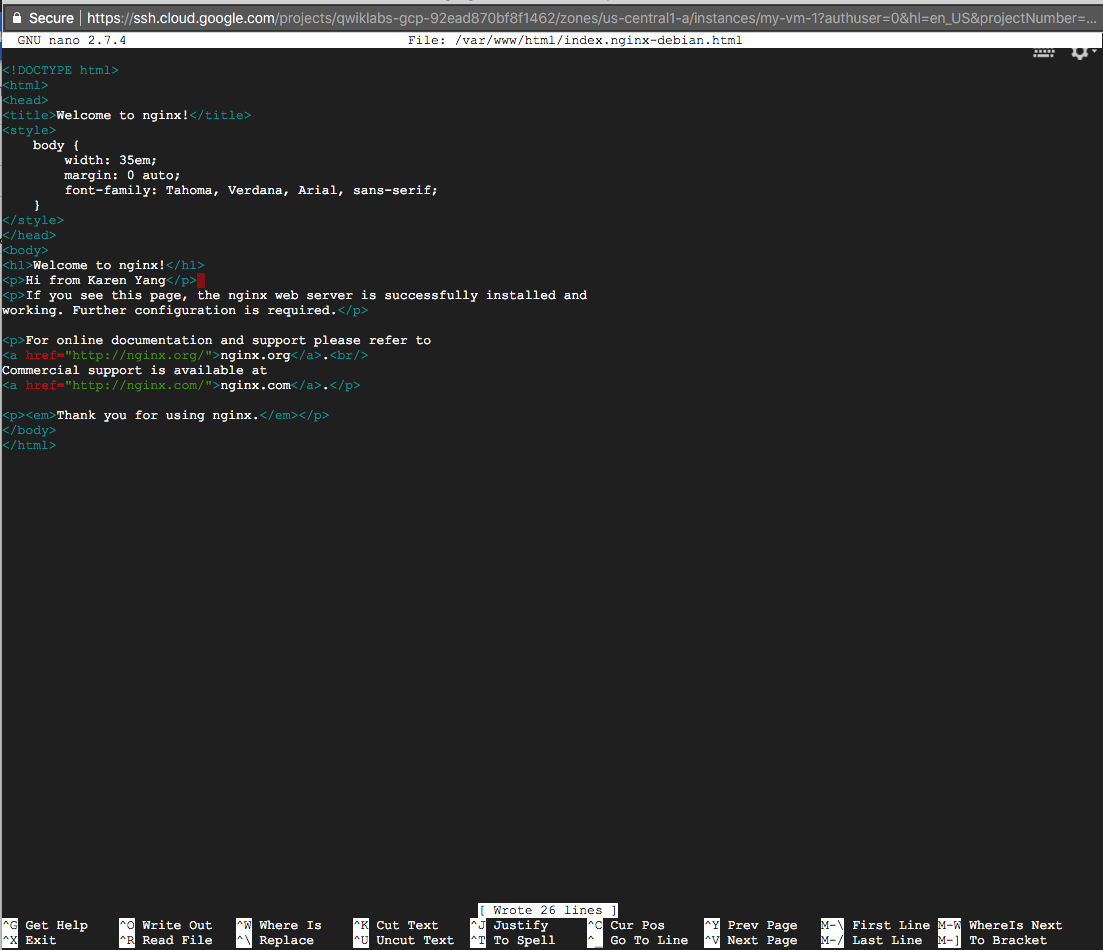 Secure | https://ssh.cloud.google.com/projects/qwiklabs-gcp-92ead870bf8f1462/zones/us-central1-a/instances/my-vm-1?authuser=0&hl=en_US&projectNumber=...
GNU nano 2.7.4 File: /var/www/html/index.nginx-debian.html
<!DOCTYPE html>
<html>
<head>
<title>Welcome to nginx!</title>
<style>
    body {
        width: 35em;
        margin: 0 auto;
        font-family: Tahoma, Verdana, Arial, sans-serif;
    }
</style>
</head>
<body>
<h1>Welcome to nginx!</h1>
<p>Hi from Karen Yang</p>
<p>If you see this page, the nginx web server is successfully installed and
working. Further configuration is required.</p>

<p>For online documentation and support please refer to
<a href="http://nginx.org/">nginx.org</a>.<br/>
Commercial support is available at
<a href="http://nginx.com/">nginx.com</a>.</p>

<p><em>Thank you for using nginx.</em></p>
</body>
</html>
[ Wrote 26 lines ]
^G Get Help ^O Write Out ^W Where Is ^K Cut Text ^J Justify ^C Cur Pos ^Y Prev Page M-\ First Line M-W WhereIs Next
^X Exit ^R Read File ^\ Replace ^U Uncut Text ^T To Spell ^_ Go To Line ^V Next Page M-/ Last Line M-] To Bracket